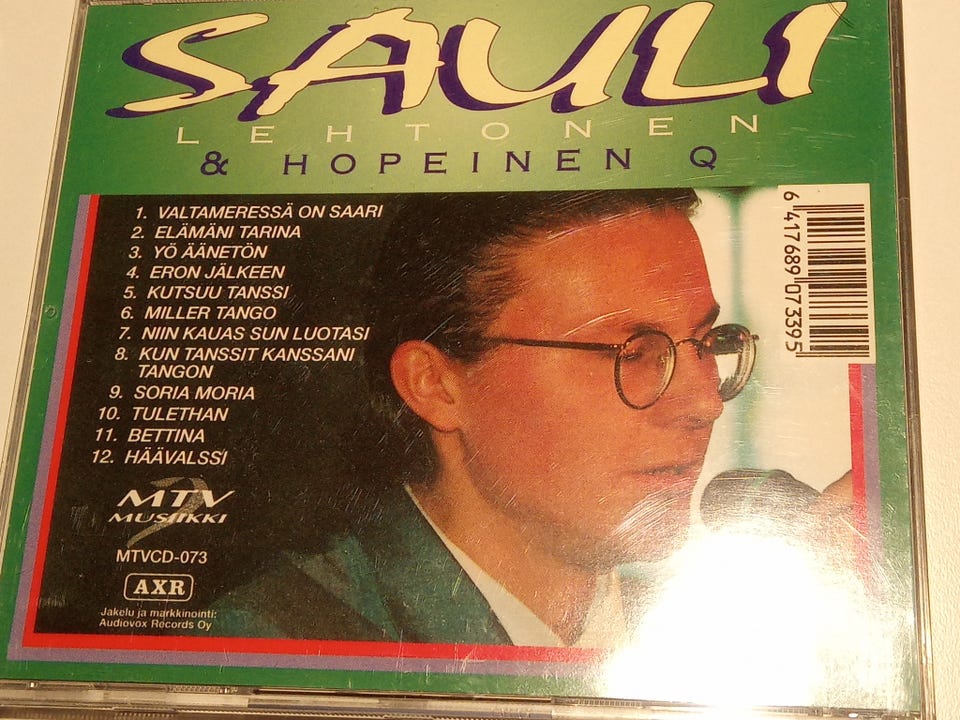 SAULI
LEHTONEN
& HOPEINEN Q
1. VALTAMERESSÄ ON SAARI
2. ELÄMÄNI TARINA
3. YÖ ÄÄNETÖN
4. ERON JÄLKEEN
5. KUTSUU TANSSI
6. MILLER TANGO
7. NIIN KAUAS SUN LUOTASI
8. KUN TANSSIT KANSSANI
TANGON
9. SORIA MORIA
10. TULETHAN
11. BETTINA
12. HÄÄVALSSI
MTV
MUSIIKKI
2
MTVCD-073
AXR
Jakelu ja markkinointi:
Audiovox Records Oy
6 417689 073395